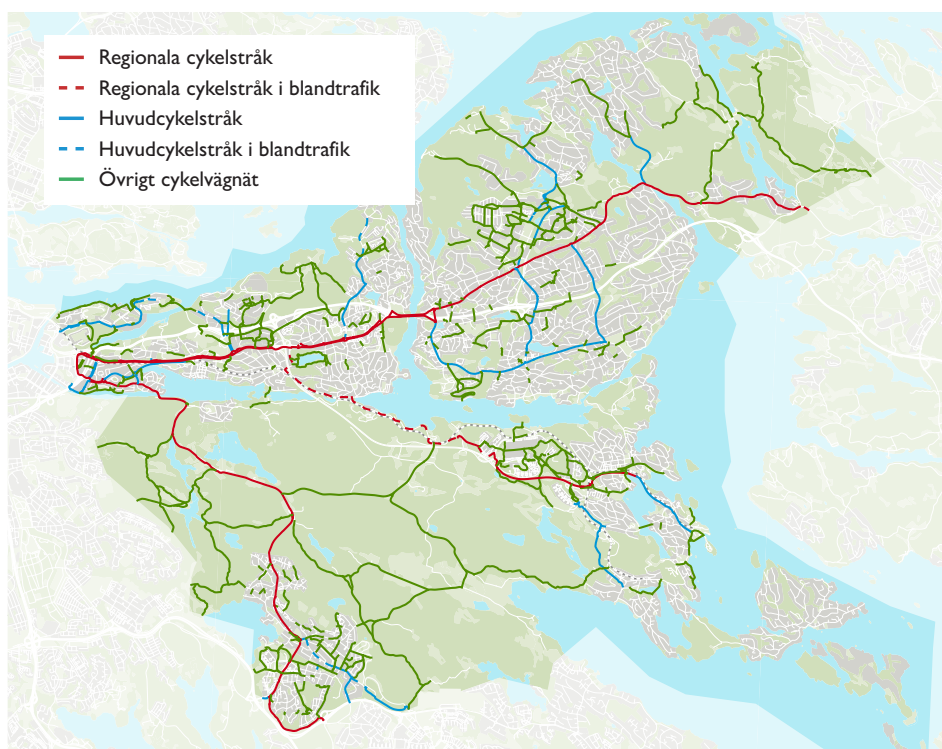 Regionala cykelstråk
Regionala cykelstråk i blandtrafik
Huvudcykelstråk
Huvudcykelstråk i blandtrafik
Övrigt cykelvägnät